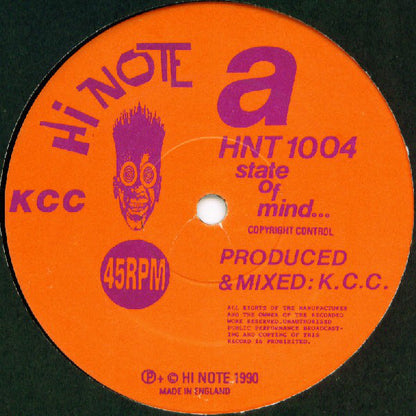 Hi NOTE
a
HNT 1004
state
of
mind...
COPYRIGHT CONTROL
KCC
45RPM
PRODUCED
& MIXED: K.C.C.
ALL RIGHTS OF THE MANUFACTURER
AND THE OWNER OF THE RECORDED
WORK RESERVED.UNAUTHORISED
PUBLIC PERFORMANCE BROADCAST-
ING AND COPYING OF THIS
RECORD IS PROHIBITED.
℗ + © HI NOTE 1990
MADE IN ENGLAND